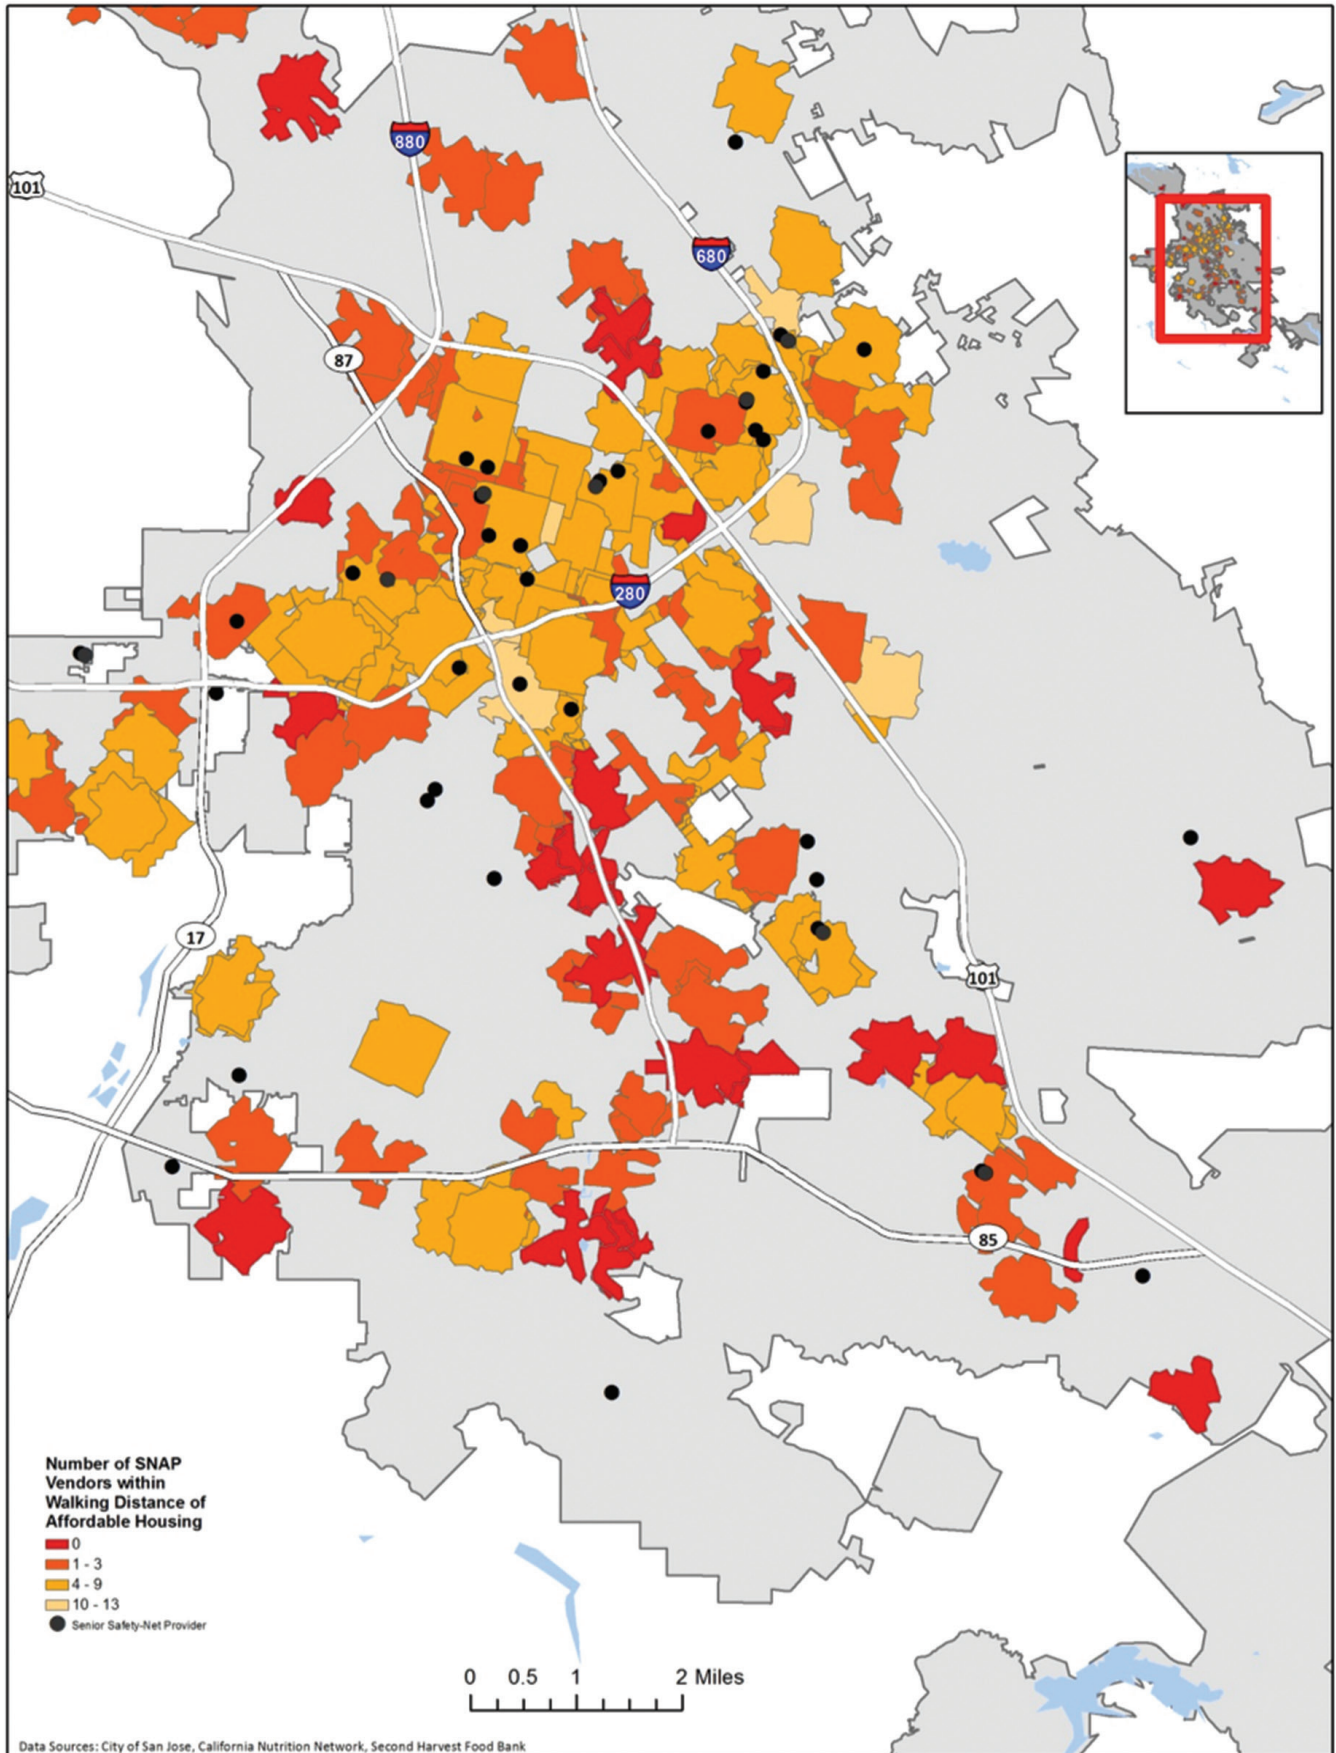 880
101
680
87
280
17
101
85
Number of SNAP
Vendors within
Walking Distance of
Affordable Housing
0
1 - 3
4 - 9
10 - 13
Senior Safety-Net Provider
0 0.5 1 2 Miles
Data Sources: City of San Jose, California Nutrition Network, Second Harvest Food Bank